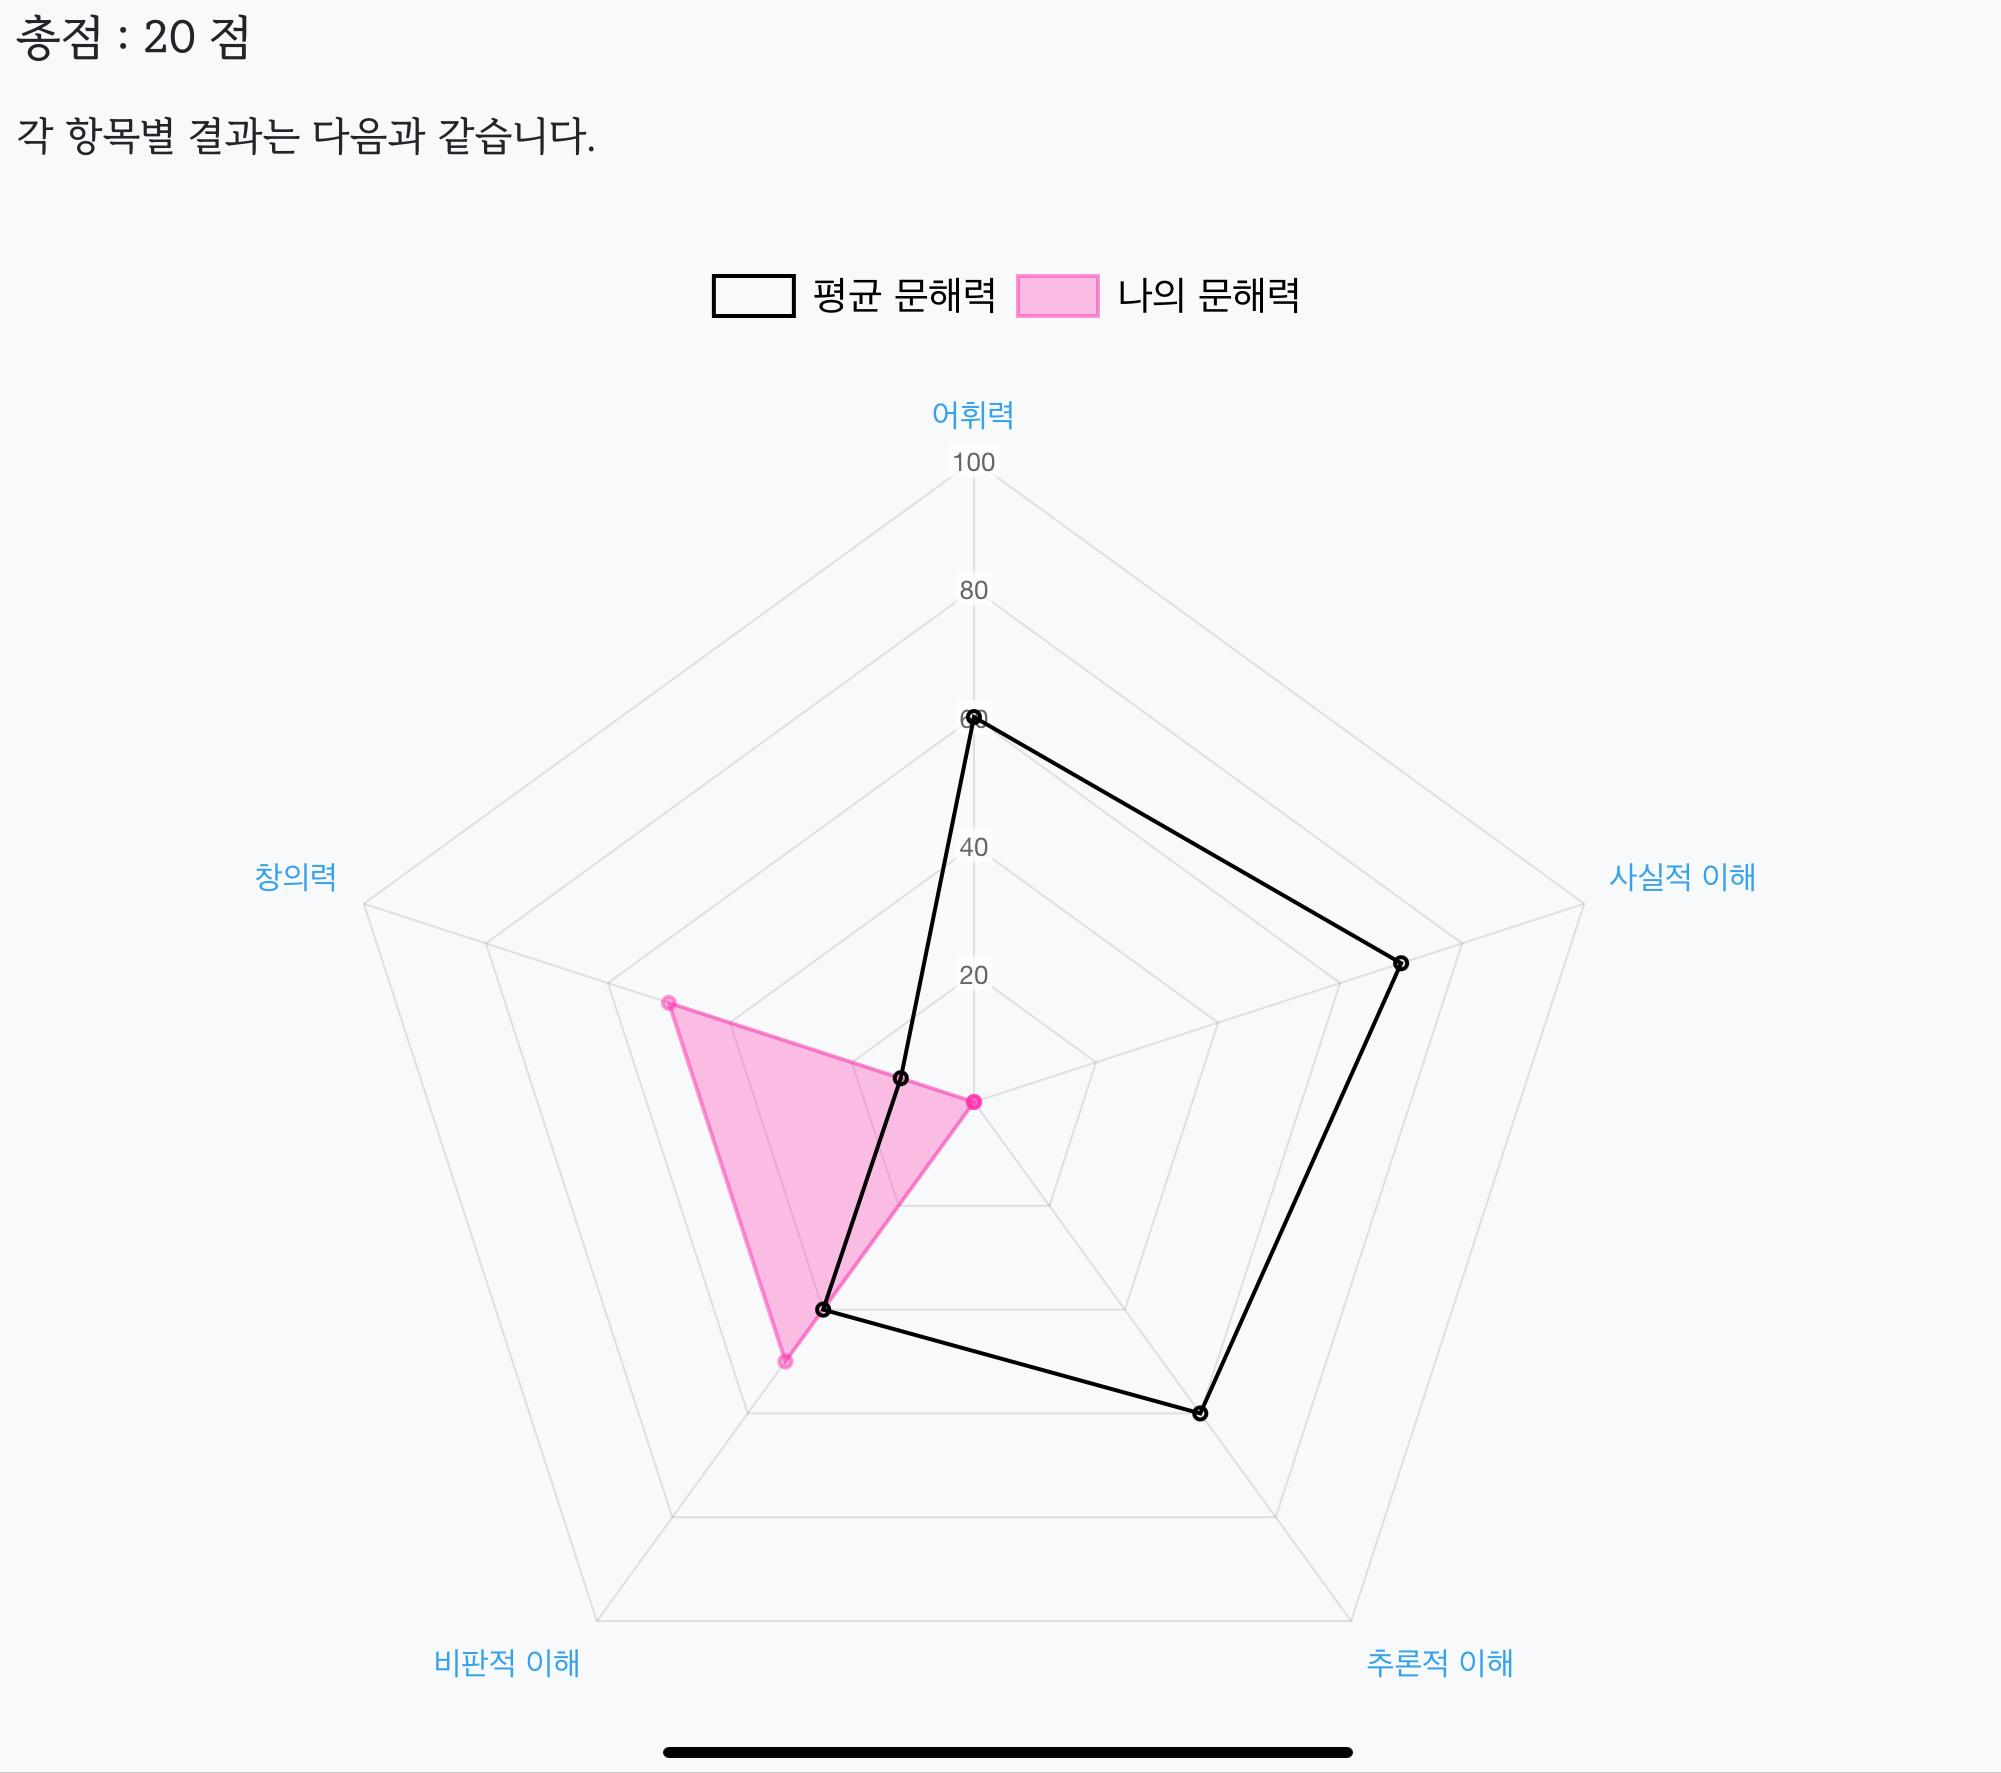 총점 : 20 점
각 항목별 결과는 다음과 같습니다.
평균 문해력 나의 문해력
어휘력
100
80
60
40
20
창의력
사실적 이해
비판적 이해
추론적 이해